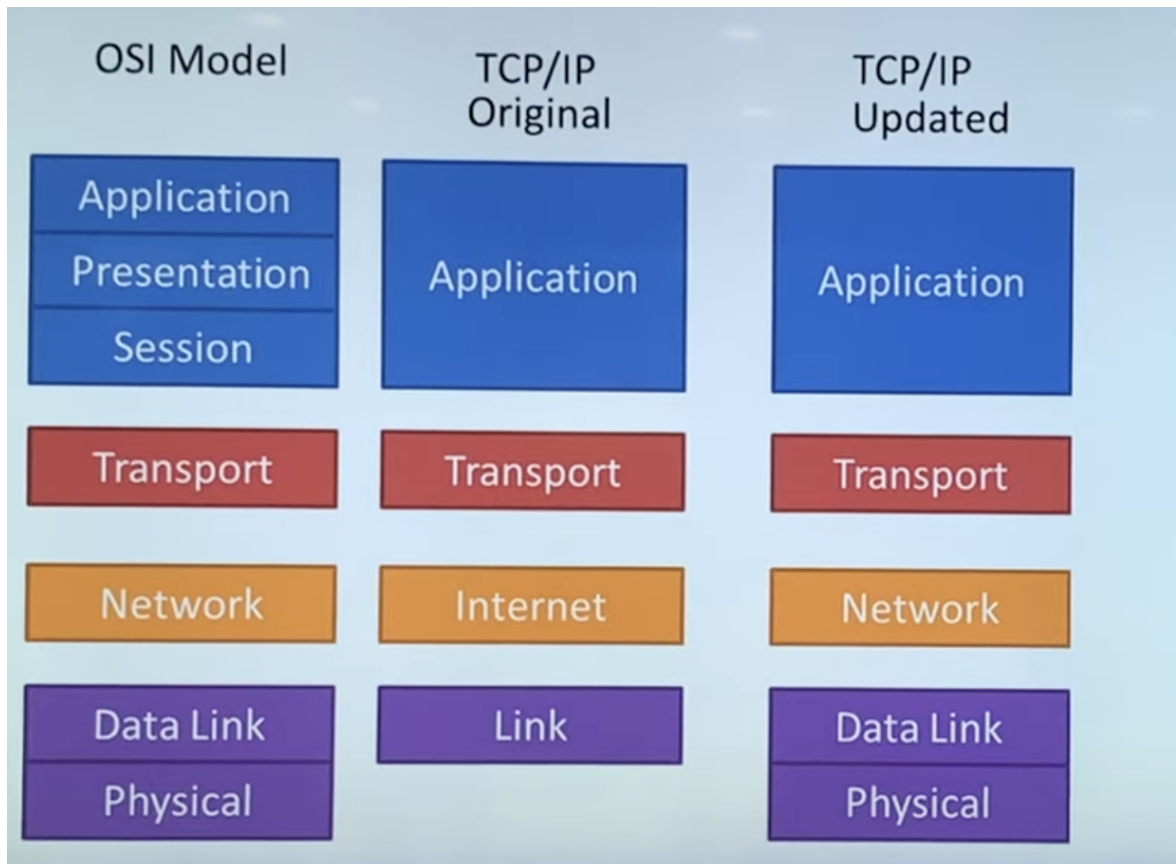 OSI Model
Application
Presentation
Session
Transport
Network
Data Link
Physical
TCP/IP
Original
Application
Transport
Internet
Link
TCP/IP
Updated
Application
Transport
Network
Data Link
Physical